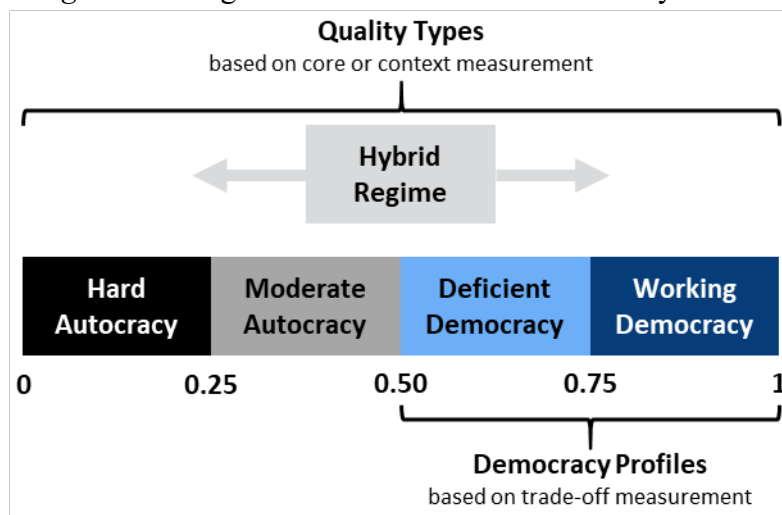 Quality Types
based on core or context measurement
Hybrid
Regime
Hard
Autocracy
Moderate
Autocracy
Deficient
Democracy
Working
Democracy
0
0.25
0.50
0.75
1
Democracy Profiles
based on trade-off measurement